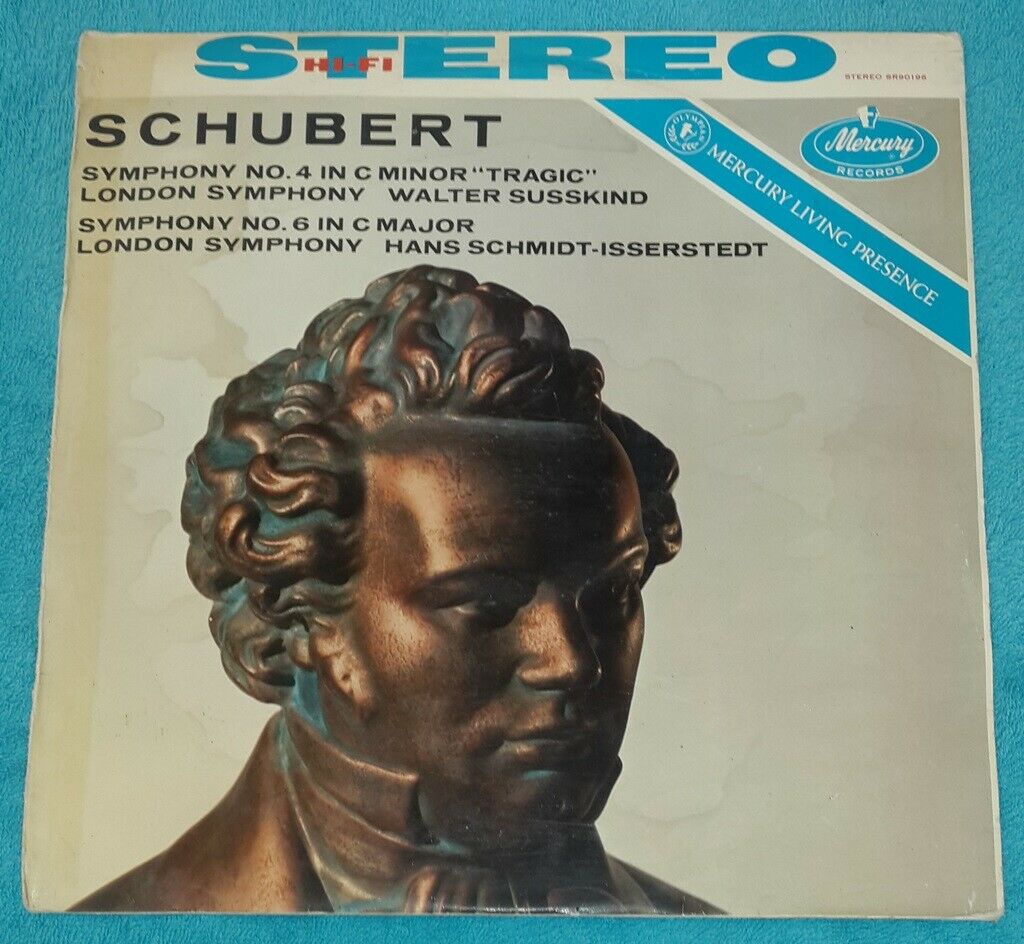 STEREO
HI-FI
STEREO SR90196
SCHUBERT
SYMPHONY NO. 4 IN C MINOR "TRAGIC"
LONDON SYMPHONY WALTER SUSSKIND
SYMPHONY NO. 6 IN C MAJOR
LONDON SYMPHONY HANS SCHMIDT-ISSERSTEDT
OLYMPIAN
MERCURY LIVING PRESENCE
Mercury
RECORDS